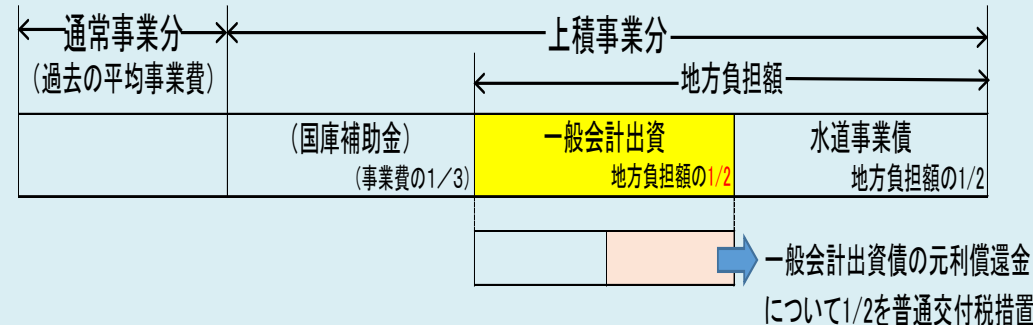 通常事業分
(過去の平均事業費)
上積事業分
地方負担額
(国庫補助金)
(事業費の1/3)
一般会計出資
地方負担額の1/2
水道事業債
地方負担額の1/2
一般会計出資債の元利償還金
について1/2を普通交付税措置